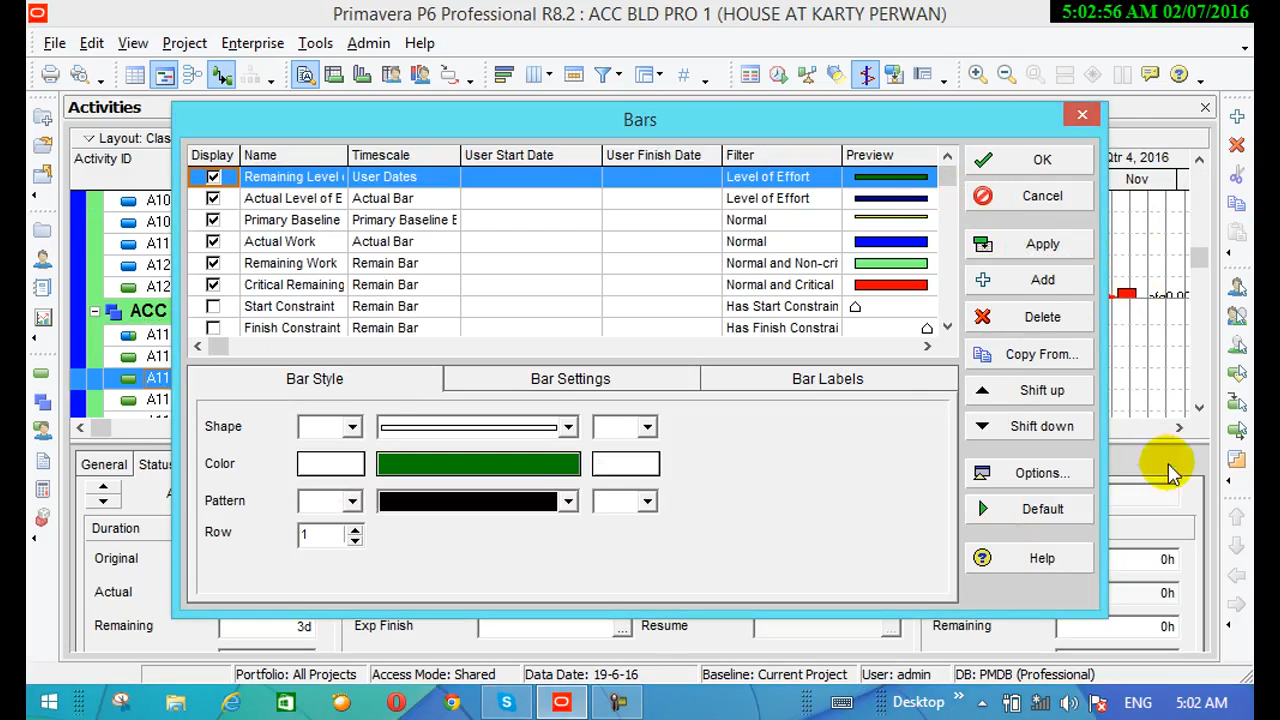 Primavera P6 Professional R8.2 : ACC BLD PRO 1 (HOUSE AT KARTY PERWAN)
5:02:56 AM 02/07/2016
File Edit View Project Enterprise Tools Admin Help
Activities
Bars
Layout: Clas
Activity ID
Qtr 4, 2016
Nov
Display Name Timescale User Start Date User Finish Date Filter Preview
Remaining Level User Dates Level of Effort
Actual Level of E Actual Bar Level of Effort
Primary Baseline Primary Baseline B Normal
Actual Work Actual Bar Normal
Remaining Work Remain Bar Normal and Non-cri
Critical Remaining Remain Bar Normal and Critical
Start Constraint Remain Bar Has Start Constrain
Finish Constraint Remain Bar Has Finish Constrai
A10
A10
A11
A12
A12
ACC
A11
A11
A11
A11
OK
Cancel
Apply
Add
Delete
Copy From...
Shift up
Shift down
Options...
Default
Help
Bar Style Bar Settings Bar Labels
Shape
Color
Pattern
Row 1
General Status
Duration
Original 0h
Actual 0h
Remaining 3d Exp Finish ... Resume ... Remaining 0h
Portfolio: All Projects Access Mode: Shared Data Date: 19-6-16 Baseline: Current Project User: admin DB: PMDB (Professional)
Desktop ENG 5:02 AM